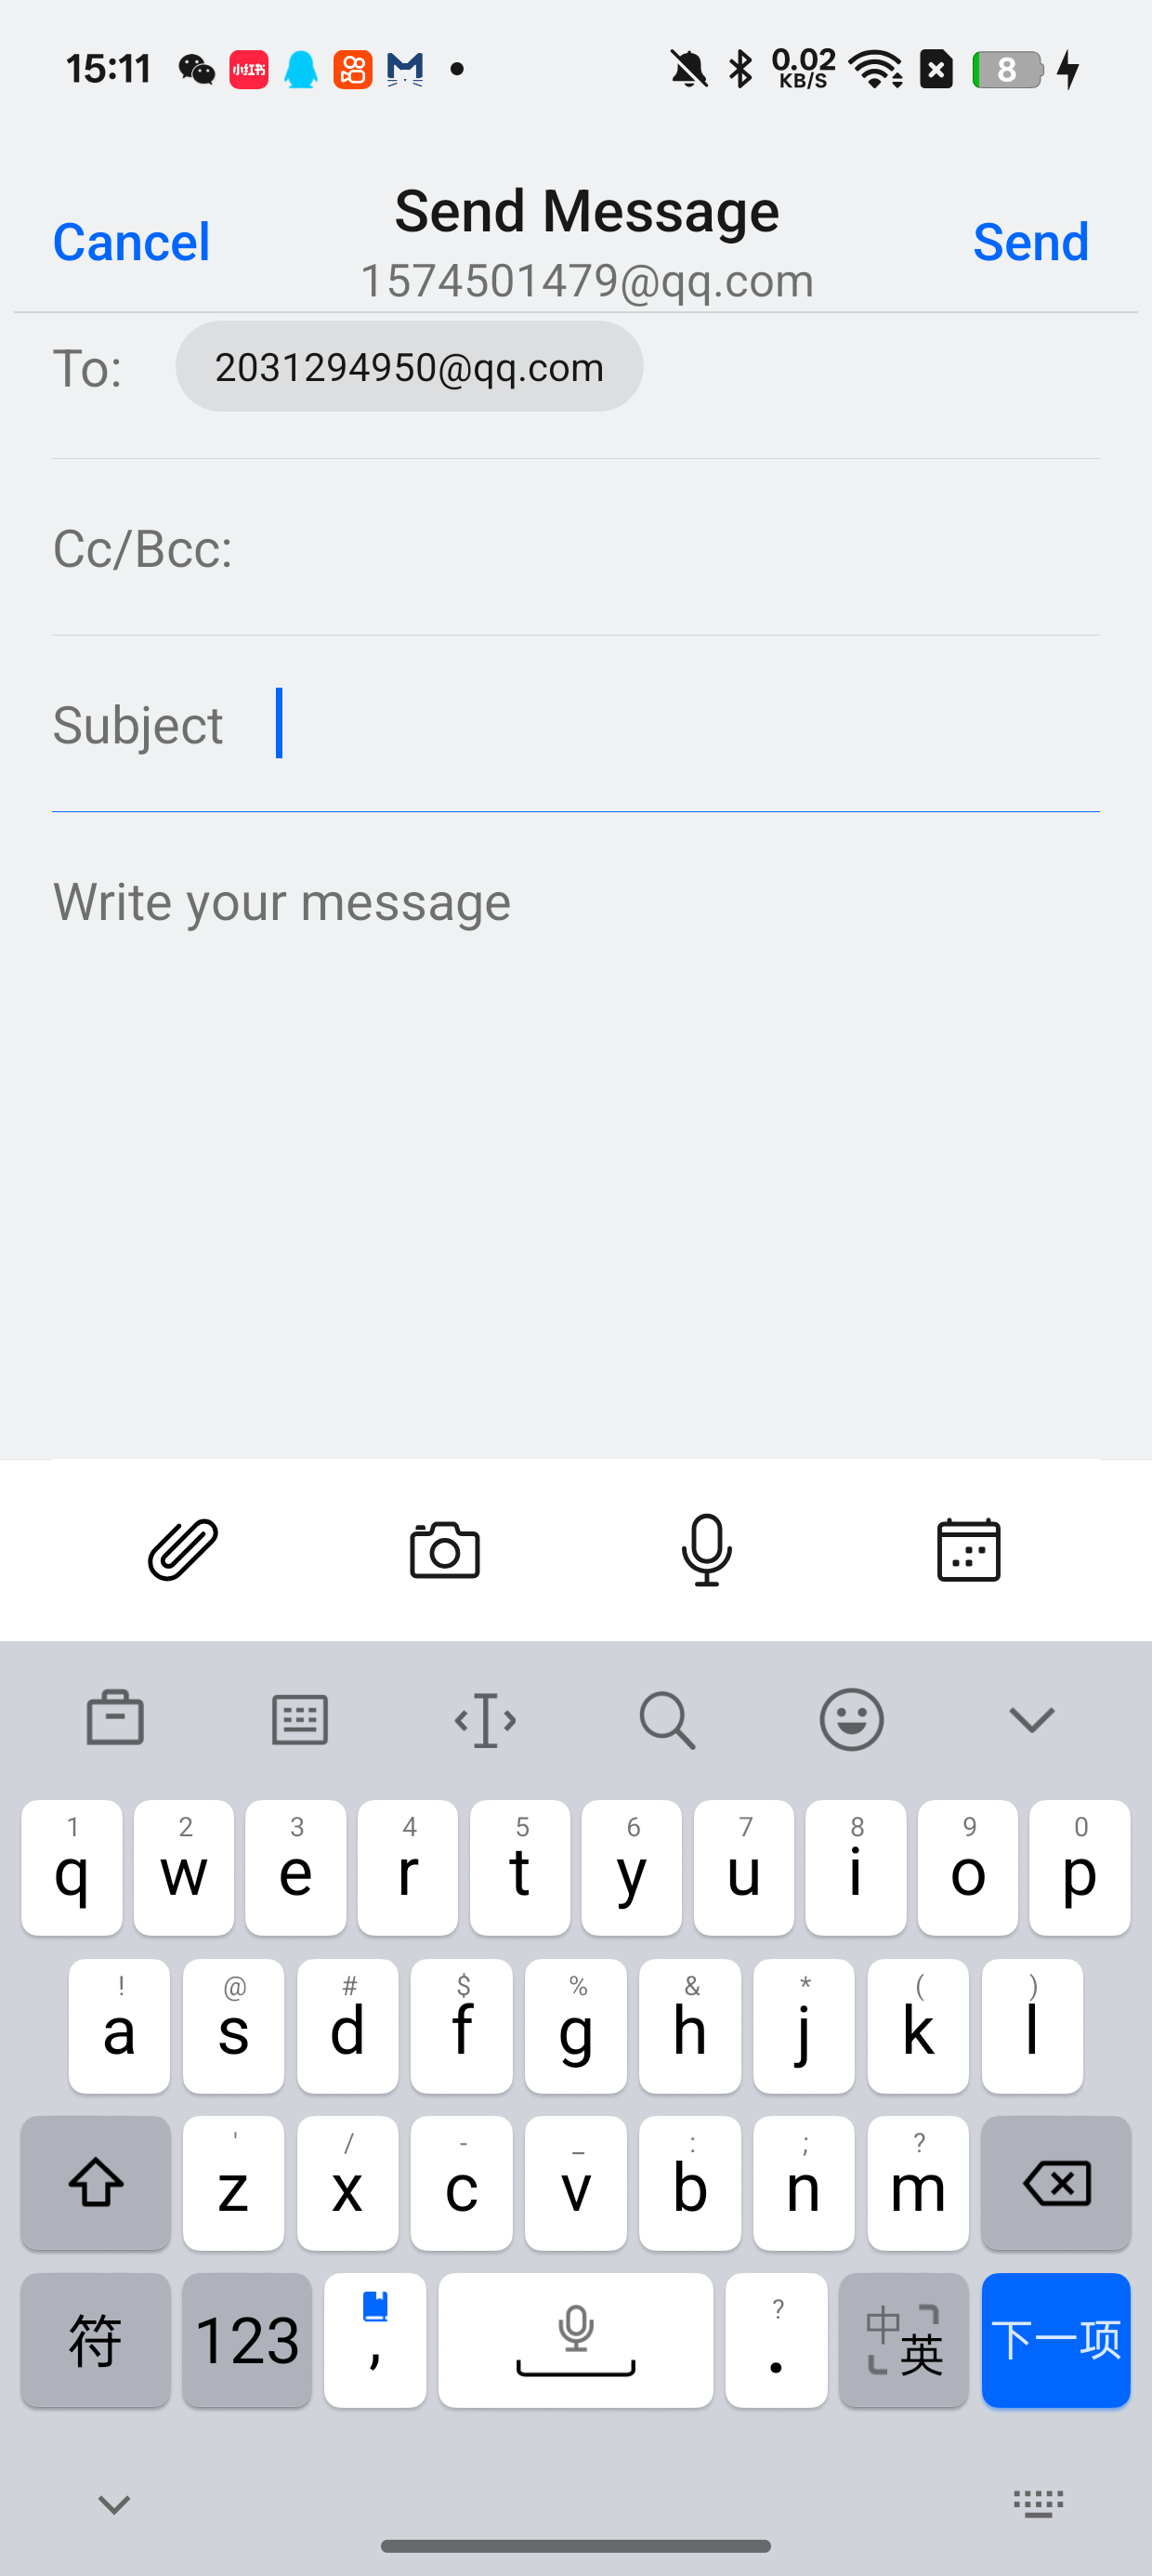 15:11 小红书 0.02 KB/S 8
Cancel Send Message Send
1574501479@qq.com
To: 2031294950@qq.com
Cc/Bcc:
Subject
Write your message
1 2 3 4 5 6 7 8 9 0
q w e r t y u i o p
! @ # $ % & * ( )
a s d f g h j k l
' / - _ : ; ?
z x c v b n m
符 123 , ? . 中 英 下一项